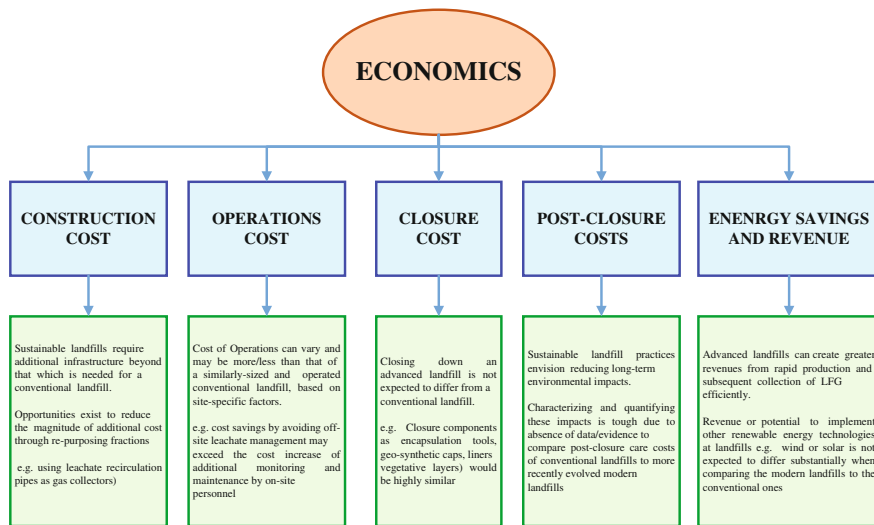 ECONOMICS
CONSTRUCTION
COST
OPERATIONS
COST
CLOSURE
COST
POST-CLOSURE
COSTS
ENENRGY SAVINGS
AND REVENUE
Sustainable landfills require
additional infrastructure beyond
that which is needed for a
conventional landfill.
Opportunities exist to reduce
the magnitude of additional cost
through re-purposing fractions
e.g. using leachate recirculation
pipes as gas collectors)
Cost of Operations can vary and
may be more/less than that of
a similarly-sized and operated
conventional landfill, based on
site-specific factors.
e.g. cost savings by avoiding off-
site leachate management may
exceed the cost increase of
additional monitoring and
maintenance by on-site
personnel
Closing down an
advanced landfill is not
expected to differ from a
conventional landfill.
e.g. Closure components
as encapsulation tools,
geo-synthetic caps, liners
vegetative layers) would
be highly similar
Sustainable landfill practices
envision reducing long-term
environmental impacts.
Characterizing and quantifying
these impacts is tough due to
absence of data/evidence to
compare post-closure care costs
of conventional landfills to more
recently evolved modern
landfills
Advanced landfills can create greater
revenues from rapid production and
subsequent collection of LFG
efficiently.
Revenue or potential to implement
other renewable energy technologies
at landfills e.g. wind or solar is not
expected to differ substantially when
comparing the modern landfills to the
conventional ones